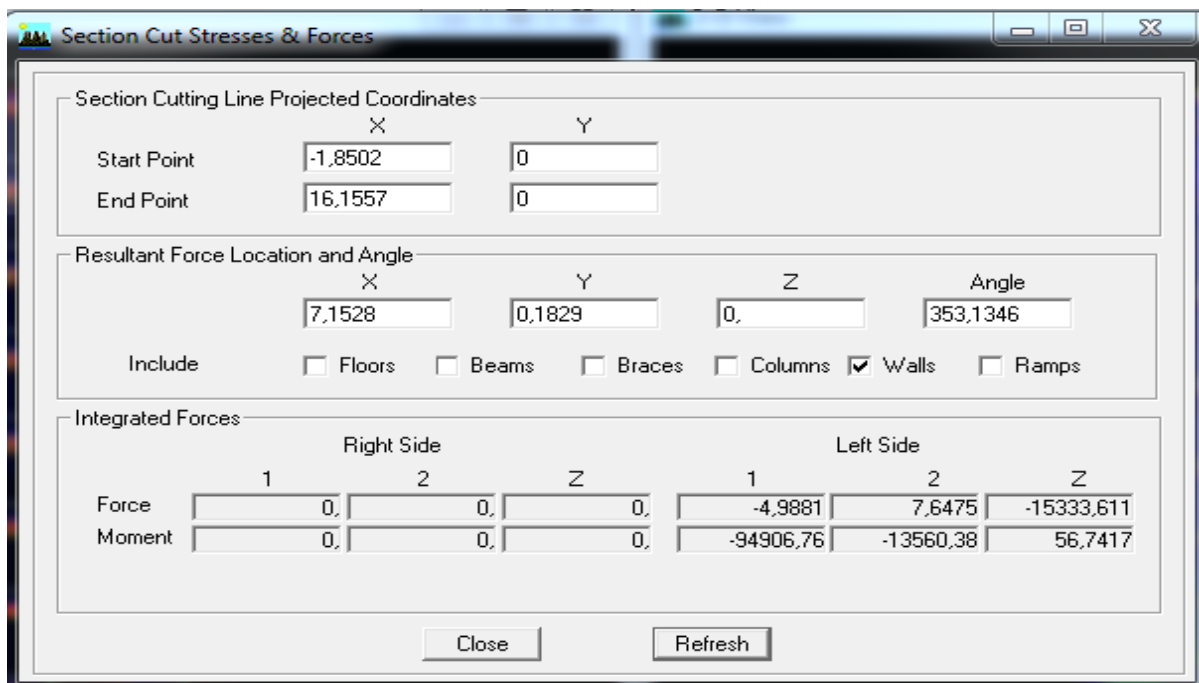 Section Cut Stresses & Forces
Section Cutting Line Projected Coordinates
X Y
Start Point -1,8502 0
End Point 16,1557 0
Resultant Force Location and Angle
X Y Z Angle
7,1528 0,1829 0, 353,1346
Include Floors Beams Braces Columns Walls Ramps
Integrated Forces
Right Side Left Side
1 2 Z 1 2 Z
Force 0, 0, 0, -4,9881 7,6475 -15333,611
Moment 0, 0, 0, -94906,76 -13560,38 56,7417
Close Refresh